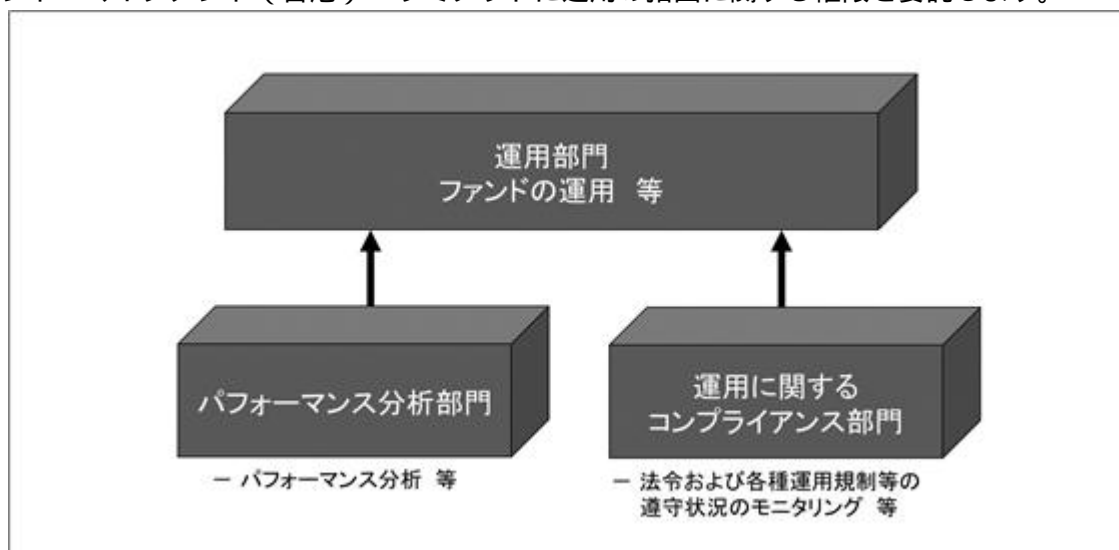 運用部門
ファンドの運用 等
パフォーマンス分析部門
－ パフォーマンス分析 等
運用に関する
コンプライアンス部門
－ 法令および各種運用規制等の
遵守状況のモニタリング 等